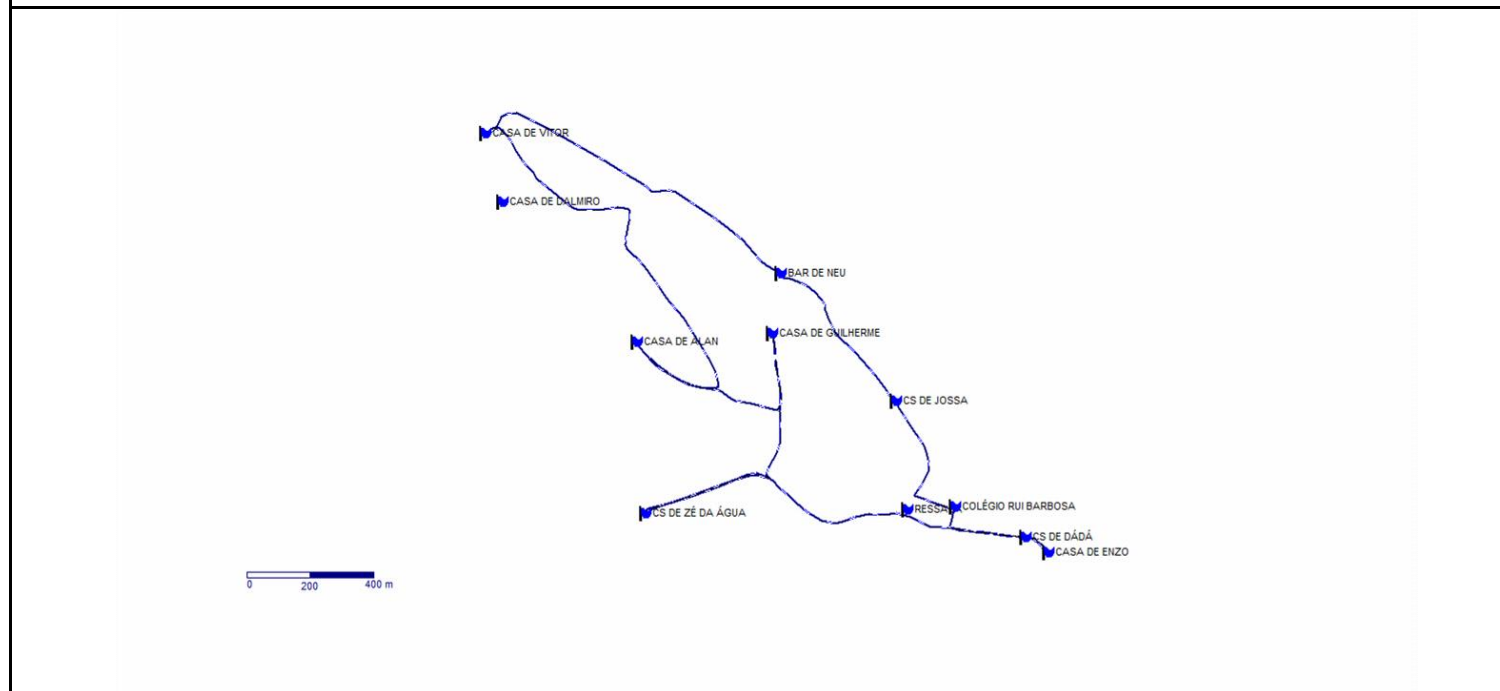 CASA DE VITOR
CASA DE DALMIRO
BAR DE NEU
CASA DE GUILHERME
CASA DE ALAN
CS DE JOSSA
COLÉGIO RUI BARBOSA
CS DE ZÉ DA ÁGUA
CS DE DÁDÁ
CASA DE ENZO
0 200 400 m